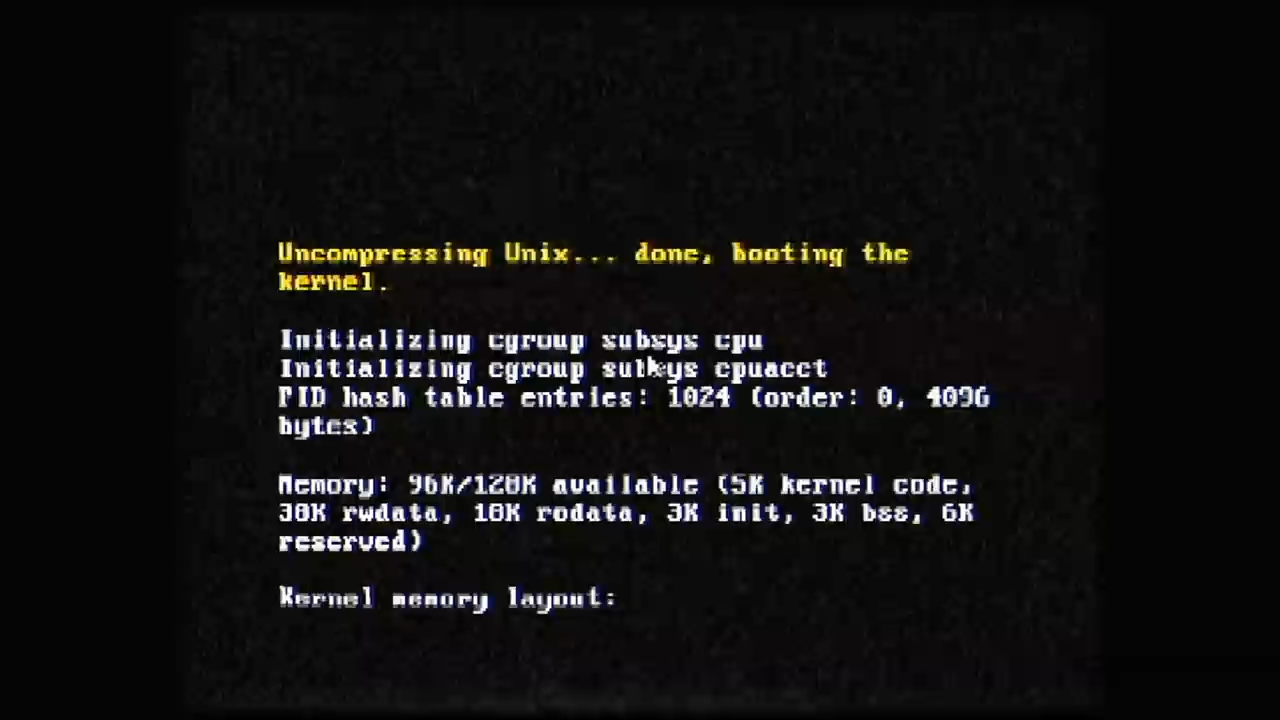 Uncompressing Unix... done, booting the
kernel.
Initializing cgroup subsys cpu
Initializing cgroup subsys cpuacct
PID hash table entries: 1024 (order: 0, 4096
bytes)
Memory: 96K/128K available (5K kernel code,
30K rwdata, 10K rodata, 3K init, 3K bss, 6K
reserved)
Kernel memory layout: